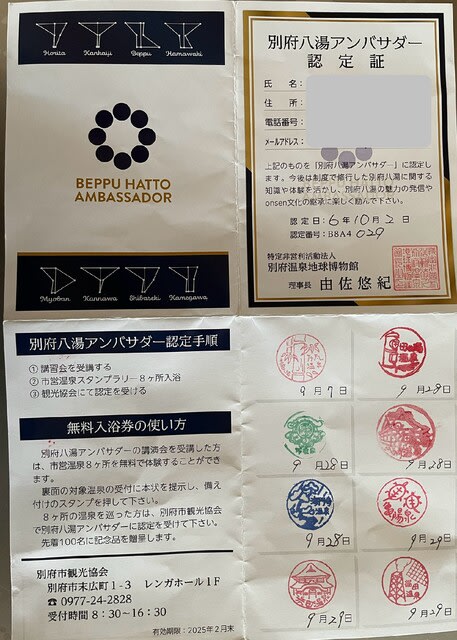 Horita Kankaiji Beppu Hamawaki
BEPPU HATTO
AMBASSADOR
Myoban Kannawa Shibaseki Kamegawa
別府八湯アンバサダー
認定証
氏 名:
住 所:
電話番号:
メールアドレス:
上記のものを「別府八湯アンバサダー」に認定しま
す。今後は制度で修行した別府八湯に関する
知識や体験を活かし、別府八湯の魅力の発信や
onsen文化の継承に楽しく励んで下さい。
認定日:6年10月2日
認定番号:B8A4 029
特定非営利活動法人
別府温泉地球博物館
理事長 由佐悠紀
別府八湯アンバサダー認定手順
① 講習会を受講する
② 市営温泉スタンプラリー8ヶ所入浴
③ 観光協会にて認定を受ける
無料入浴券の使い方
別府八湯アンバサダーの講演会を受講した方
は、市営温泉8ヶ所を無料で体験することができ
ます。
裏面の対象温泉の受付に本状を提示し、備え
付けのスタンプを押して下さい。
8ヶ所の温泉を巡った方は、別府市観光協会
で別府八湯アンバサダーに認定を受けて下さい。
先着100名に記念品を贈呈します。
別府市観光協会
別府市末広町1-3 レンガホール1F
☎ 0977-24-2828
受付時間 8:30~16:30
有効期限:2025年2月末
9月7日
9月28日
9月28日
9月28日
9月28日
9月29日
9月29日
9月29日